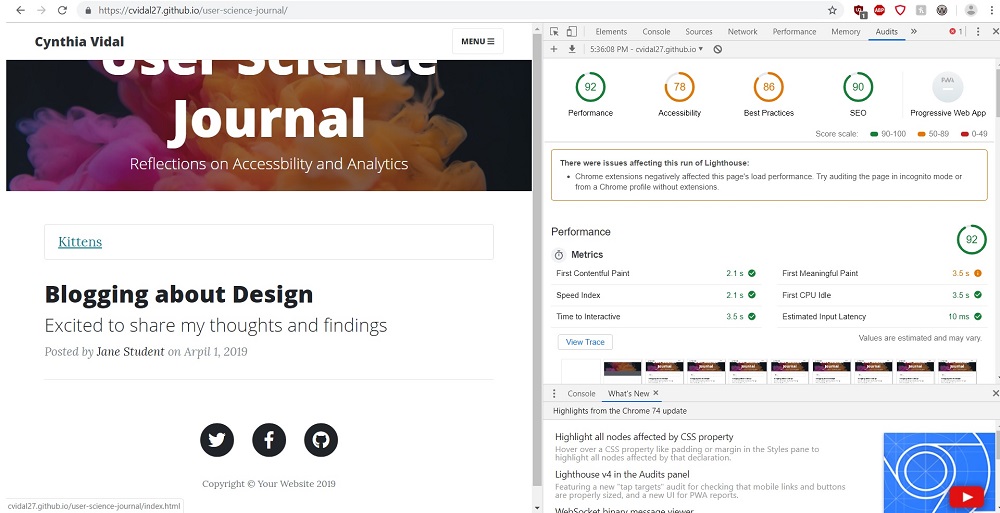 https://cvidal27.github.io/user-science-journal/
1
ABP
Cynthia Vidal
MENU
User Science
Journal
Reflections on Accessbility and Analytics
Kittens
Blogging about Design
Excited to share my thoughts and findings
Posted by Jane Student on Arpil 1, 2019
Copyright © Your Website 2019
cvidal27.github.io/user-science-journal/index.html
Elements Console Sources Network Performance Memory Audits » 1
5:36:08 PM - cvidal27.github.io
92 78 86 90 PWA
Performance Accessibility Best Practices SEO Progressive Web App
Score scale: 90-100 50-89 0-49
There were issues affecting this run of Lighthouse:
• Chrome extensions negatively affected this page's load performance. Try auditing the page in incognito mode or
from a Chrome profile without extensions.
Performance 92
Metrics
First Contentful Paint 2.1 s First Meaningful Paint 3.5 s
Speed Index 2.1 s First CPU Idle 3.5 s
Time to Interactive 3.5 s Estimated Input Latency 10 ms
View Trace Values are estimated and may vary.
Console What's New ×
Highlights from the Chrome 74 update
Highlight all nodes affected by CSS property
Hover over a CSS property like padding or margin in the Styles pane to
highlight all nodes affected by that declaration.
Lighthouse v4 in the Audits panel
Featuring a new "tap targets" audit for checking that mobile links and buttons
are properly sized, and a new UI for PWA reports.
WebSocket binary message viewer